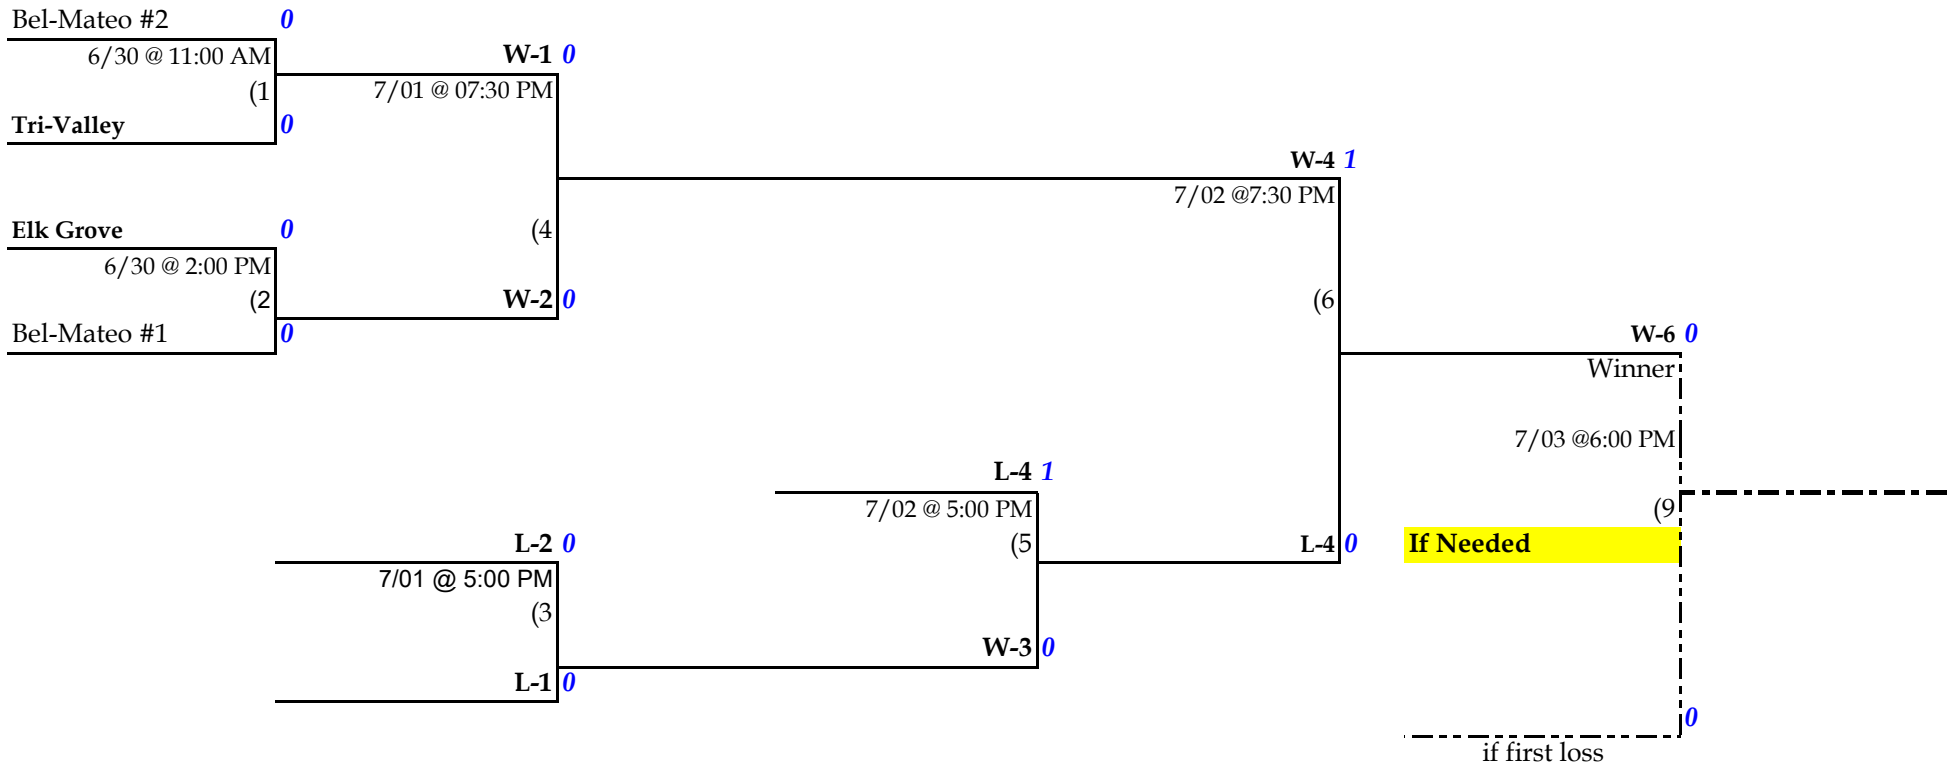 Bel-Mateo #2 0
6/30 @ 11:00 AM
W-1 0
(1
7/01 @ 07:30 PM
Tri-Valley 0
W-4 1
7/02 @7:30 PM
Elk Grove 0
(4
6/30 @ 2:00 PM
(2
W-2 0
(6
Bel-Mateo #1 0
W-6 0
Winner
7/03 @6:00 PM
L-4 1
7/02 @ 5:00 PM
(9
L-2 0
(5
L-4 0
If Needed
7/01 @ 5:00 PM
(3
W-3 0
L-1 0
0
if first loss